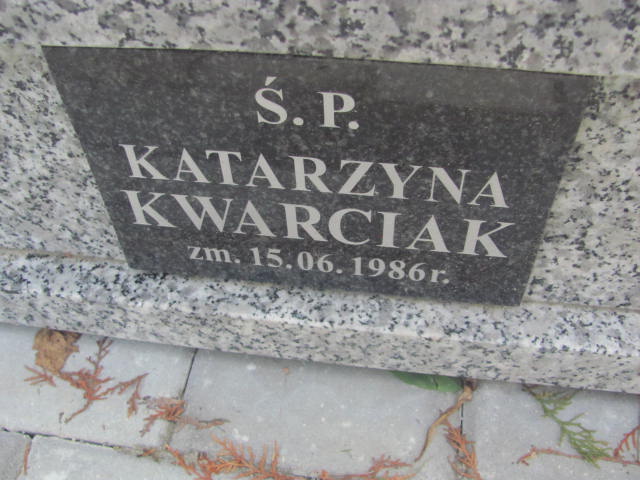 Ś. P.
KATARZYNA
KWARCIAK
zm. 15.06.1986r.